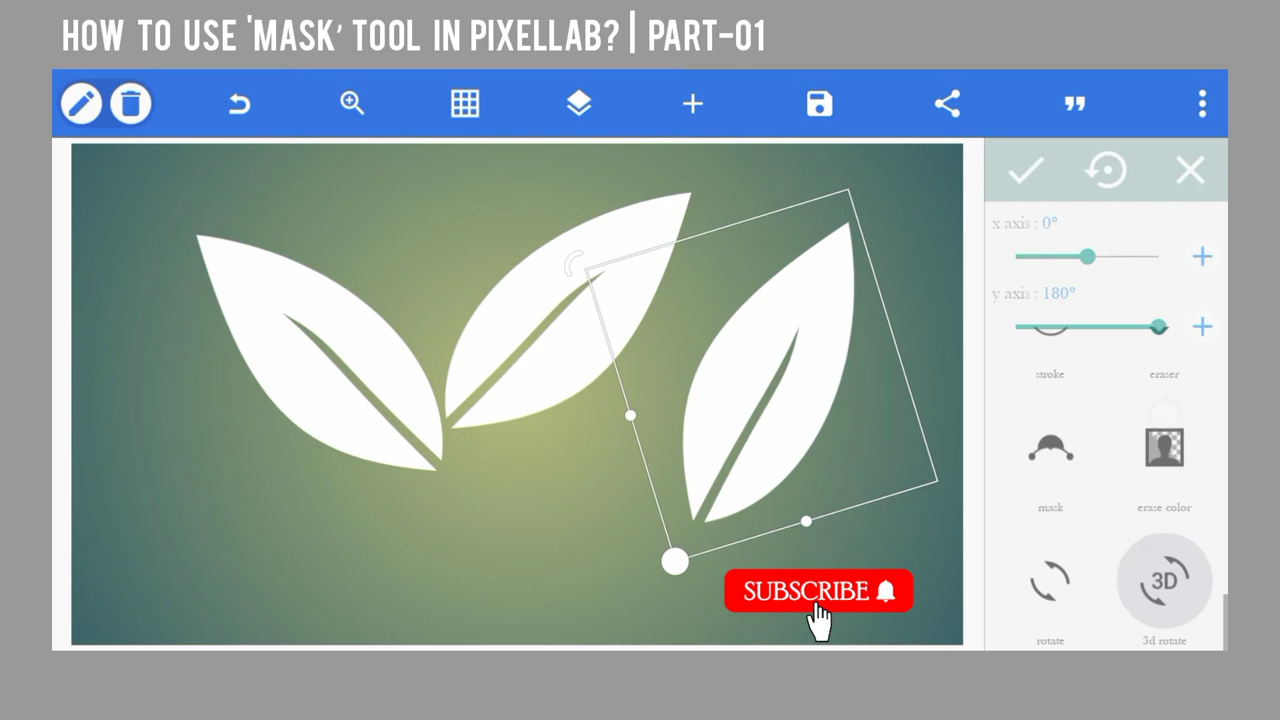 HOW TO USE 'MASK' TOOL IN PIXELLAB? | PART-01
x axis : 0°
y axis : 180°
stroke
eraser
mask
erase color
3D
rotate
3d rotate
SUBSCRIBE